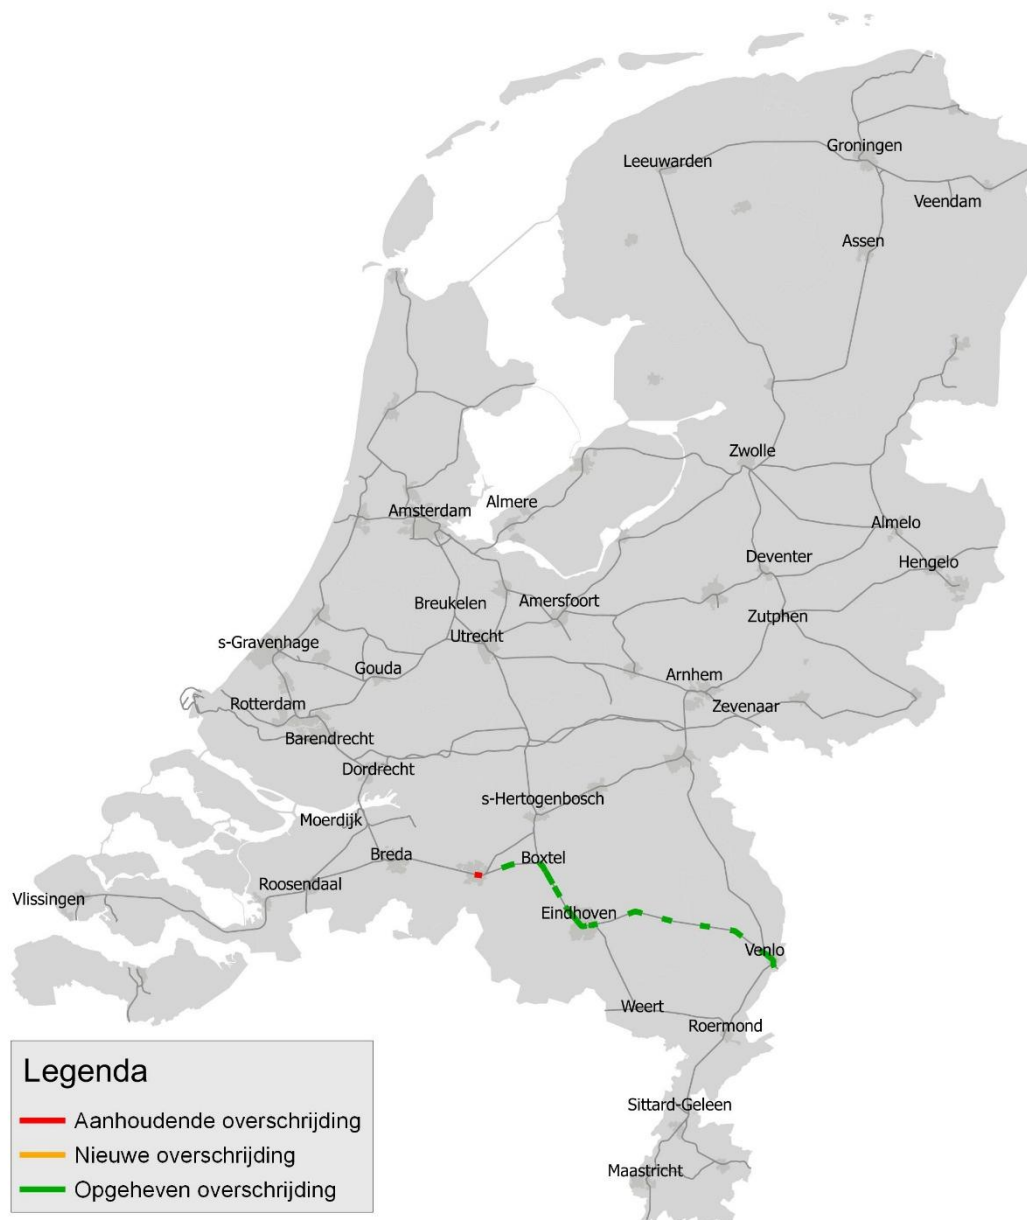 Groningen
Leeuwarden
Veendam
Assen
Zwolle
Almere
Amsterdam
Almelo
Deventer
Hengelo
Breukelen
Amersfoort
Zutphen
Utrecht
s-Gravenhage
Gouda
Arnhem
Rotterdam
Zevenaar
Barendrecht
Dordrecht
s-Hertogenbosch
Moerdijk
Breda
Boxtel
Roosendaal
Vlissingen
Eindhoven
Venlo
Weert
Roermond
Legenda
Aanhoudende overschrijding
Nieuwe overschrijding
Opgeheven overschrijding
Sittard-Geleen
Maastricht